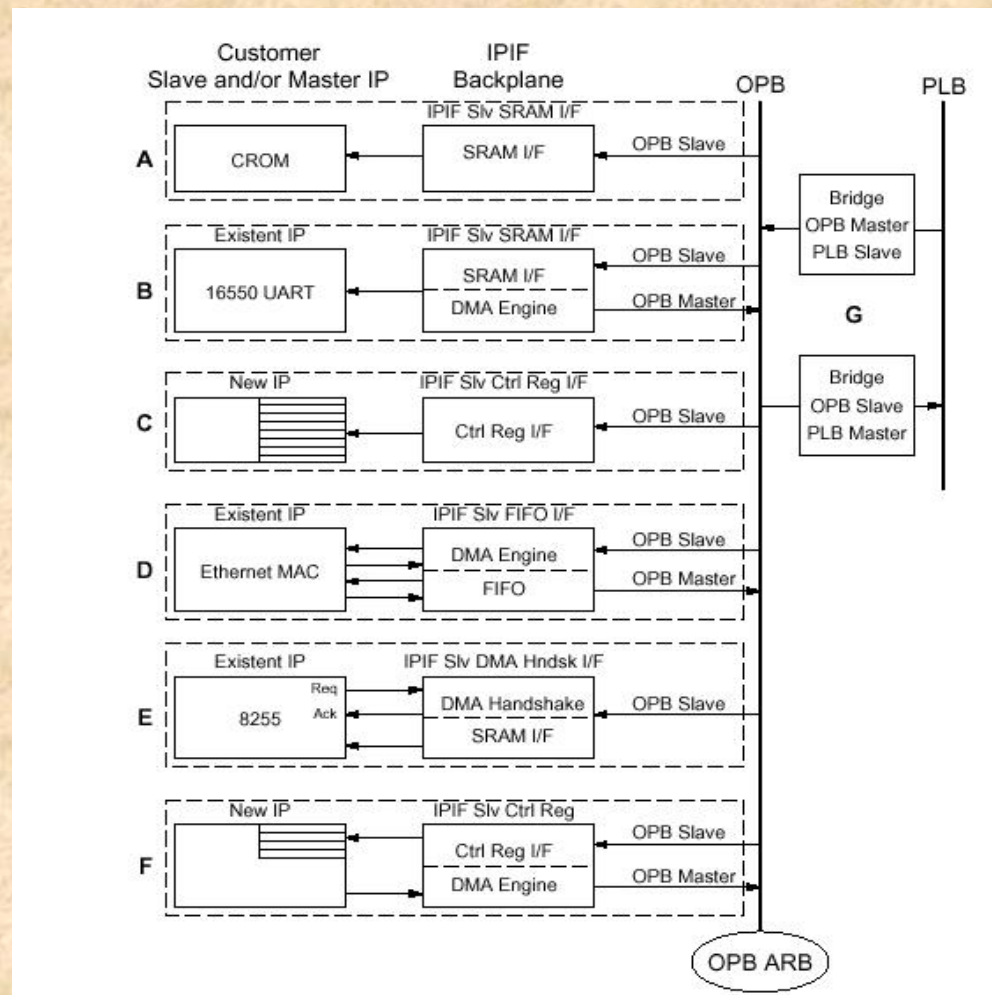 Customer
Slave and/or Master IP
IPIF
Backplane
OPB
PLB
A
CROM
IPIF Slv SRAM I/F
SRAM I/F
OPB Slave
Bridge
OPB Master
PLB Slave
B
Existent IP
16550 UART
IPIF Slv SRAM I/F
SRAM I/F
DMA Engine
OPB Slave
OPB Master
G
Bridge
OPB Slave
PLB Master
C
New IP
IPIF Slv Ctrl Reg I/F
Ctrl Reg I/F
OPB Slave
D
Existent IP
Ethernet MAC
IPIF Slv FIFO I/F
DMA Engine
FIFO
OPB Slave
OPB Master
E
Existent IP
Req
Ack
8255
IPIF Slv DMA Hndsk I/F
DMA Handshake
SRAM I/F
OPB Slave
F
New IP
IPIF Slv Ctrl Reg
Ctrl Reg I/F
DMA Engine
OPB Slave
OPB Master
OPB ARB